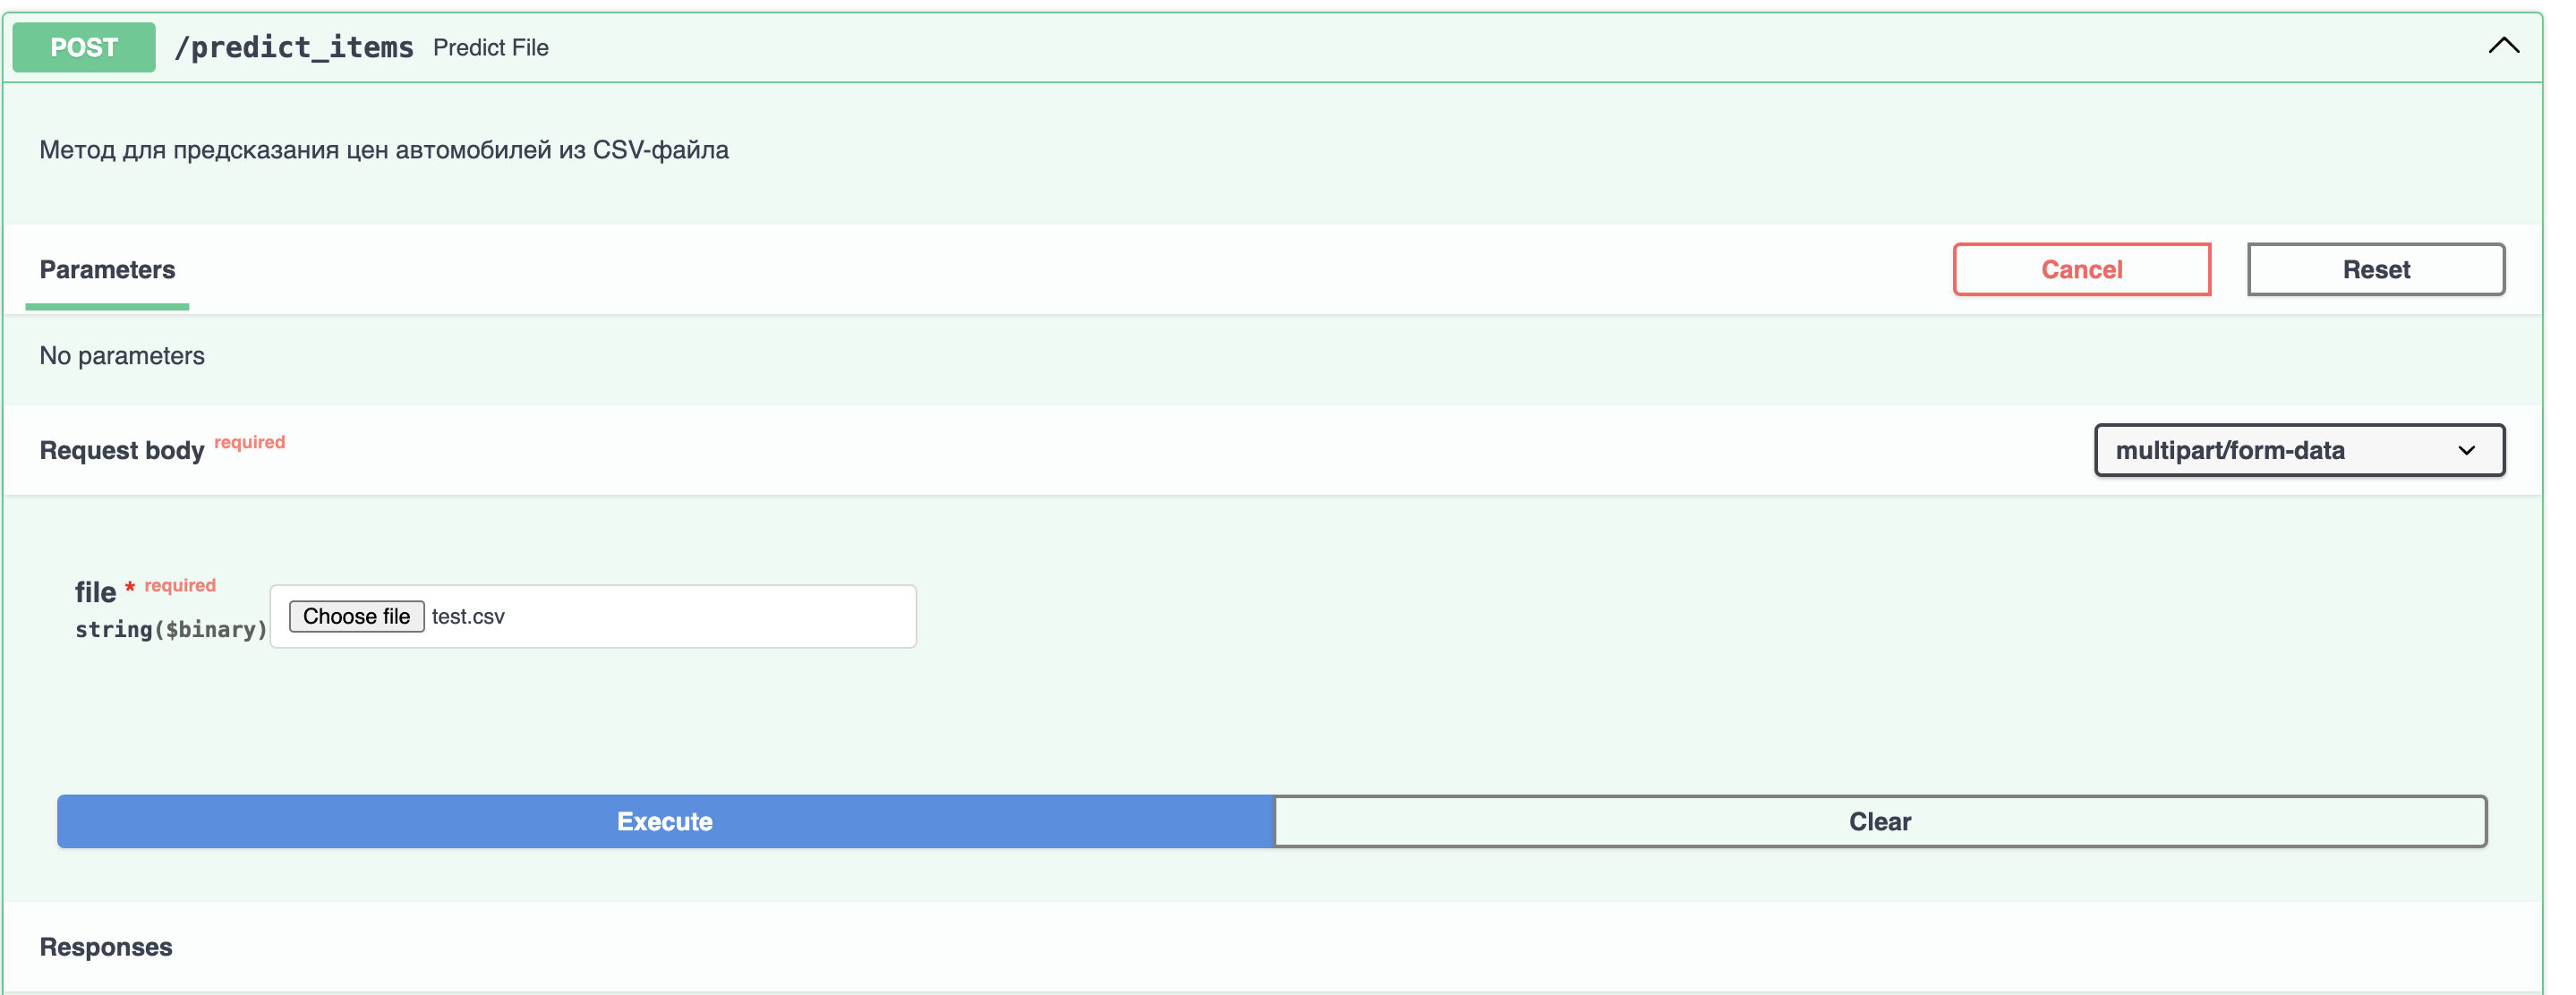 POST /predict_items Predict File
Метод для предсказания цен автомобилей из CSV-файла
Parameters
Cancel
Reset
No parameters
Request body required
multipart/form-data
file * required
string($binary)
Choose file test.csv
Execute
Clear
Responses